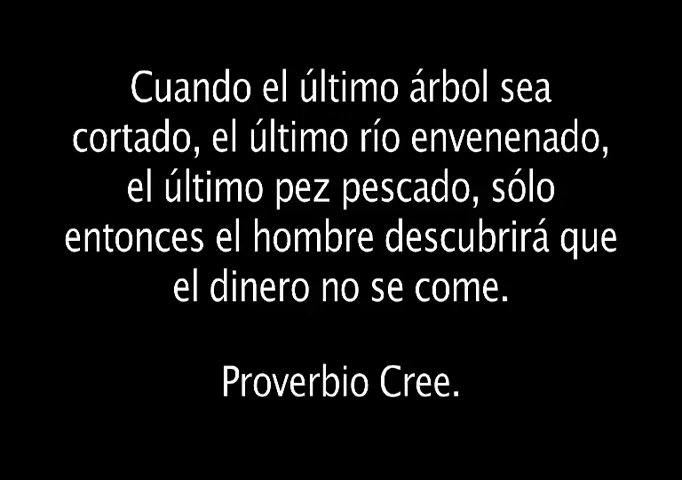 Cuando el último árbol sea
cortado, el último río envenenado,
el último pez pescado, sólo
entonces el hombre descubrirá que
el dinero no se come.
Proverbio Cree.